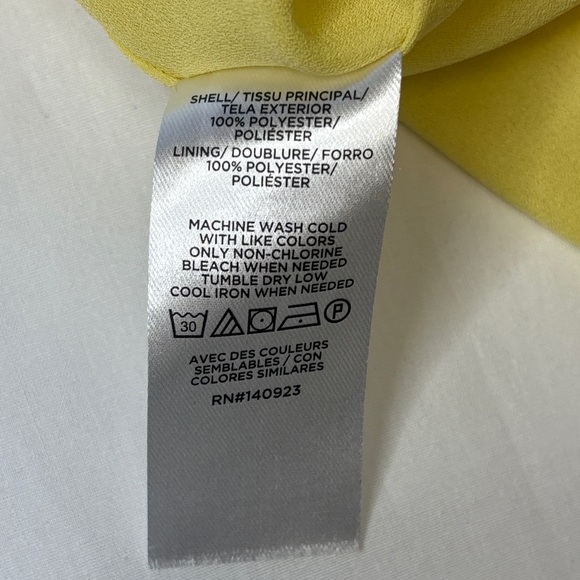 SHELL/ TISSU PRINCIPAL/
TELA EXTERIOR
100% POLYESTER/
POLIÉSTER
LINING/ DOUBLURE/ FORRO
100% POLYESTER/
POLIÉSTER
MACHINE WASH COLD
WITH LIKE COLORS
ONLY NON-CHLORINE
BLEACH WHEN NEEDED
TUMBLE DRY LOW
COOL IRON WHEN NEEDED
30 P
AVEC DES COULEURS
SEMBLABLES / CON
COLORES SIMILARES
RN#140923